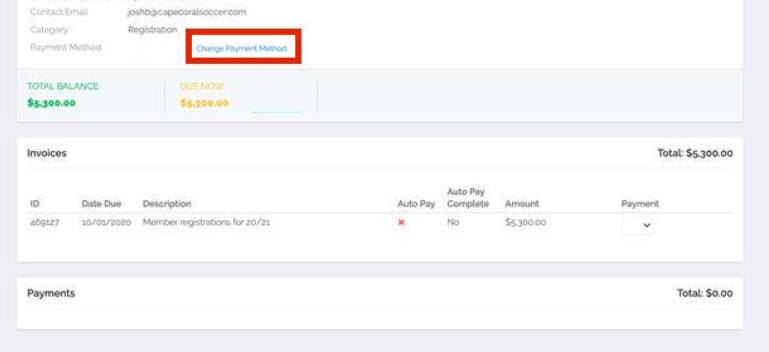 Contact Email joshb@capecoralsoccer.com
Category Registration
Payment Method Change Payment Method
TOTAL BALANCE: DUE NOW:
$5,300.00 $5,300.00
Invoices Total: $5,300.00
ID Date Due Description Auto Pay Auto Pay Complete Amount Payment
469127 10/01/2020 Member registrations for 20/21 No $5,300.00
Payments Total: $0.00